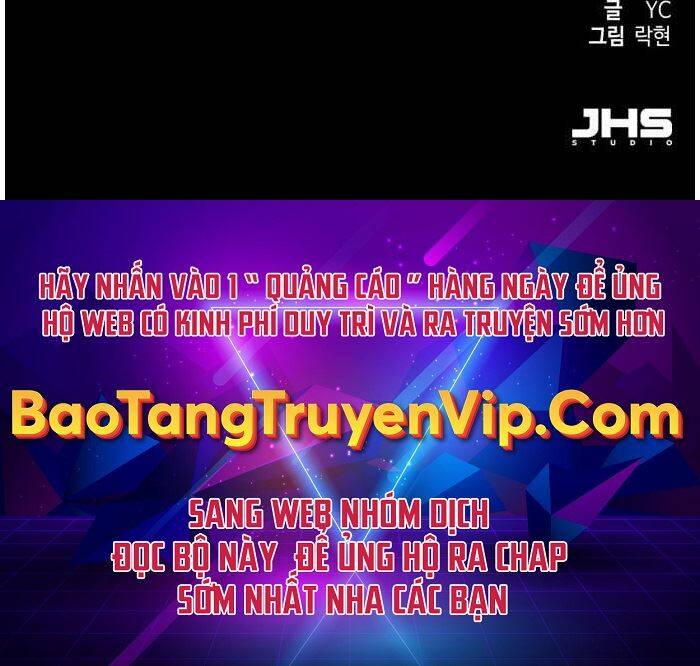 글 YC
그림 락현
JHS
STUDIO
HÃY NHẤN VÀO 1 “ QUẢNG CÁO ” HÀNG NGÀY ĐỂ ỦNG
HỘ WEB CÓ KINH PHÍ DUY TRÌ VÀ RA TRUYỆN SỚM HƠN
BaoTangTruyenVip.Com
SANG WEB NHÓM DỊCH
ĐỌC BỘ NÀY ĐỂ ỦNG HỘ RA CHAP
SỚM NHẤT NHA CÁC BẠN